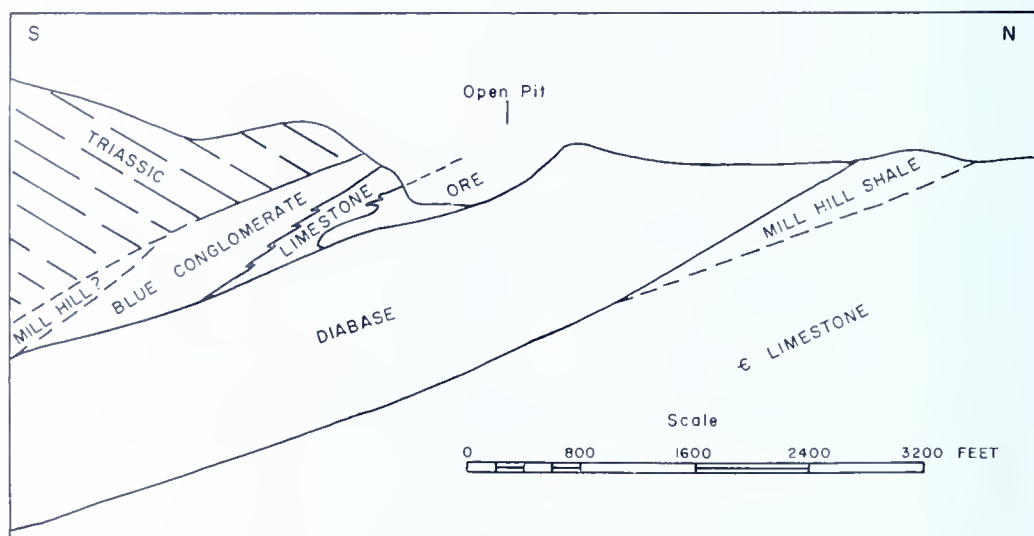 S
N
Open Pit
TRIASSIC
ORE
LIMESTONE
BLUE CONGLOMERATE
MILL HILL?
MILL HILL SHALE
DIABASE
Є LIMESTONE
Scale
0 800 1600 2400 3200 FEET